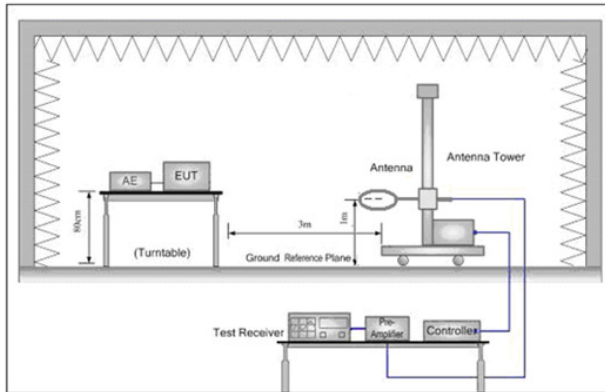 AE
EUT
80cm
(Turntable)
3m
1m
Antenna
Antenna Tower
Ground Reference Plane
Test Receiver
Pre-
Amplifier
Controller